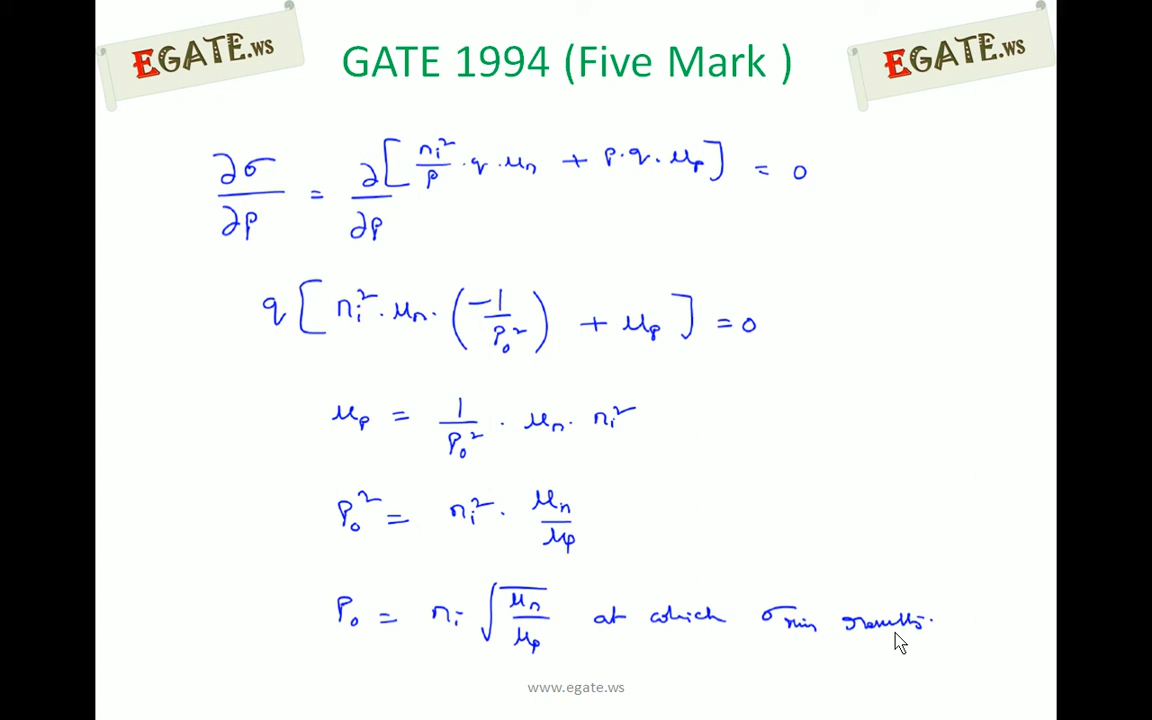 EGATE.ws GATE 1994 (Five Mark ) EGATE.ws
∂σ/∂p = ∂/∂p [ nᵢ²/p · q · μₙ + p · q · μₚ ] = 0
q [ nᵢ² · μₙ · (−1/P₀²) + μₚ ] = 0
μₚ = 1/P₀² · μₙ · nᵢ²
P₀² = nᵢ² · μₙ/μₚ
P₀ = nᵢ √(μₙ/μₚ) at which σmin results.
www.egate.ws